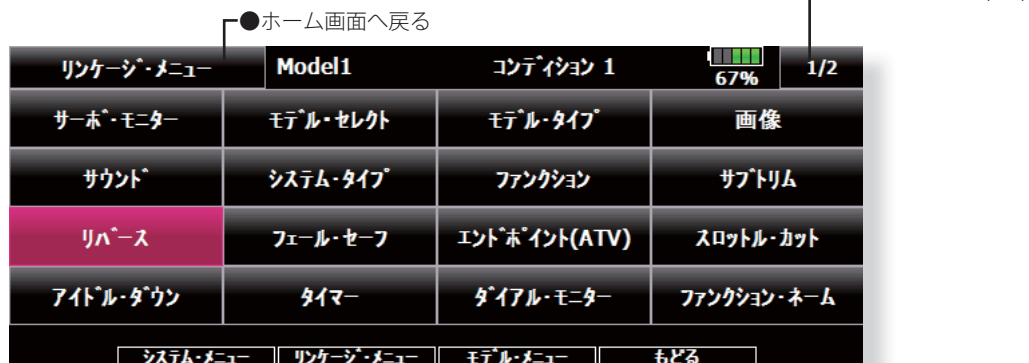 ●ホーム画面へ戻る
リンケージ・メニュー Model1 コンディション 1 67% 1/2
サーボ・モニター モデル・セレクト モデル・タイプ 画像
サウンド システム・タイプ ファンクション サブトリム
リバース フェール・セーフ エンドポイント(ATV) スロットル・カット
アイドル・ダウン タイマー ダイアル・モニター ファンクション・ネーム
システム・メニュー リンケージ・メニュー モデル・メニュー もどる